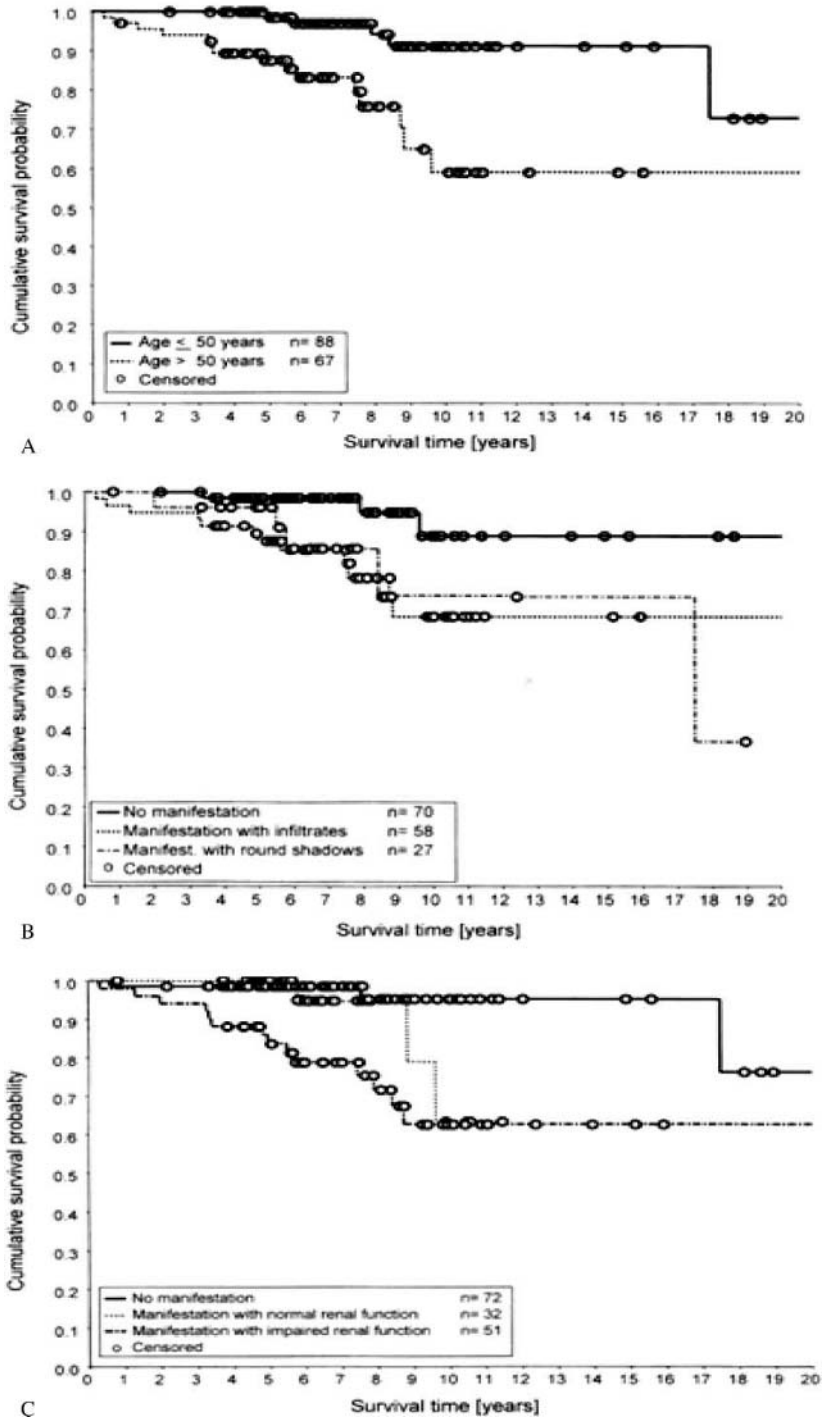 Cumulative survival probability
1.0
0.9
0.8
0.7
0.6
0.5
0.4
0.3
0.2
0.1
0.0
Age ≤ 50 years n= 88
Age > 50 years n= 67
Censored
0 1 2 3 4 5 6 7 8 9 10 11 12 13 14 15 16 17 18 19 20
Survival time [years]
A
Cumulative survival probability
1.0
0.9
0.8
0.7
0.6
0.5
0.4
0.3
0.2
0.1
0.0
No manifestation n= 70
Manifestation with infiltrates n= 58
Manifest. with round shadows n= 27
Censored
0 1 2 3 4 5 6 7 8 9 10 11 12 13 14 15 16 17 18 19 20
Survival time [years]
B
Cumulative survival probability
1.0
0.9
0.8
0.7
0.6
0.5
0.4
0.3
0.2
0.1
0.0
No manifestation n= 72
Manifestation with normal renal function n= 32
Manifestation with impaired renal function n= 51
Censored
0 1 2 3 4 5 6 7 8 9 10 11 12 13 14 15 16 17 18 19 20
Survival time [years]
C